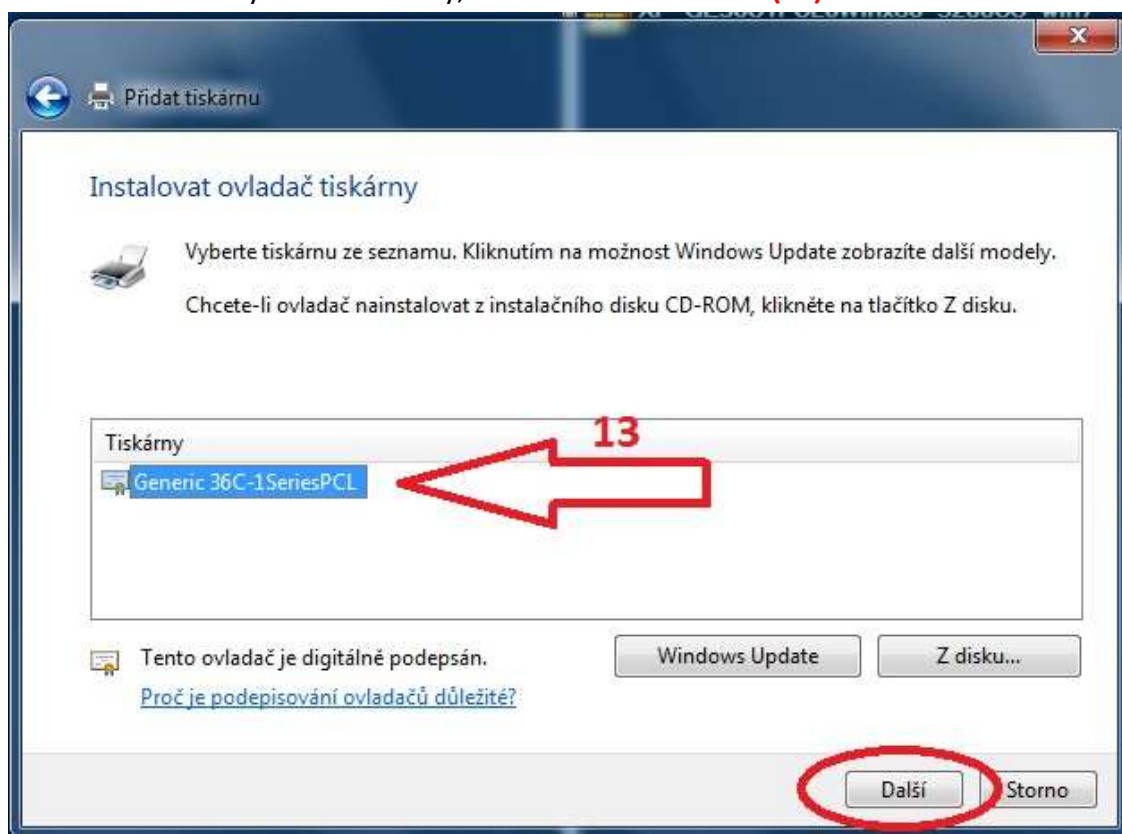 Přidat tiskárnu
Instalovat ovladač tiskárny
Vyberte tiskárnu ze seznamu. Kliknutím na možnost Windows Update zobrazíte další modely.
Chcete-li ovladač nainstalovat z instalačního disku CD-ROM, klikněte na tlačítko Z disku.
13
Tiskárny
Generic 36C-1SeriesPCL
Tento ovladač je digitálně podepsán.
Windows Update
Z disku...
Proč je podepisování ovladačů důležité?
Další
Storno